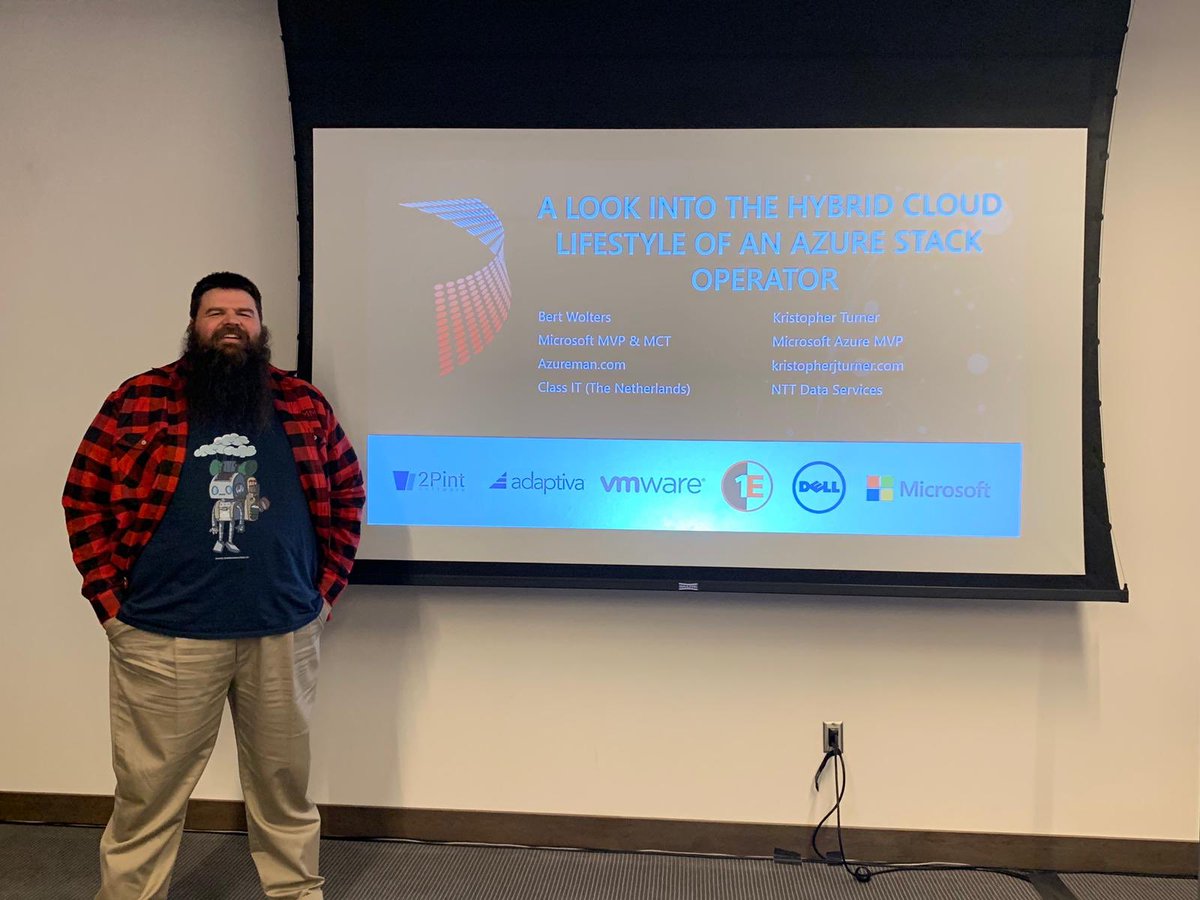 A LOOK INTO THE HYBRID CLOUD
LIFESTYLE OF AN AZURE STACK
OPERATOR
Bert Wolters
Microsoft MVP & MCT
Azureman.com
Class IT (The Netherlands)
Kristopher Turner
Microsoft Azure MVP
kristopherjturner.com
NTT Data Services
2Pint
SOFTWARE
adaptiva
vmware®
1E
DELL
Microsoft